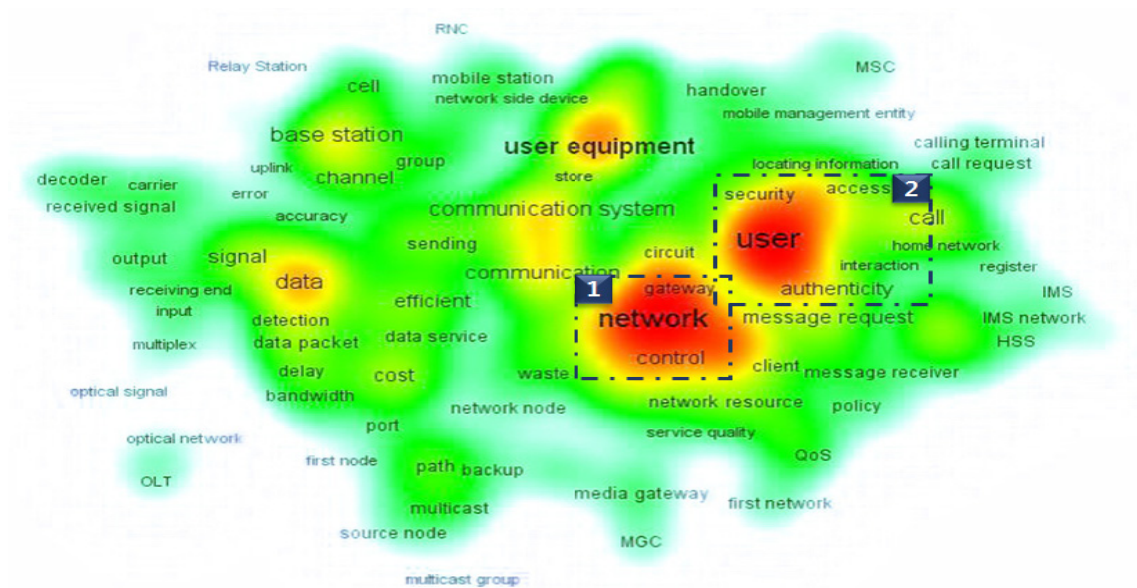 RNC
Relay Station
MSC
mobile station
cell
handover
network side device
mobile management entity
base station
user equipment
calling terminal
group
locating information
call request
uplink
channel
store
decoder
carrier
error
security
access
2
received signal
accuracy
communication system
call
user
sending
home network
circuit
signal
output
interaction
register
communication
data
1
gateway
authenticity
receiving end
efficient
IMS
input
network
message request
IMS network
detection
data service
multiplex
data packet
HSS
control
delay
cost
waste
client
message receiver
optical signal
bandwidth
network node
network resource
policy
port
optical network
service quality
first node
path
backup
QoS
OLT
media gateway
multicast
first network
source node
MGC
multicast group